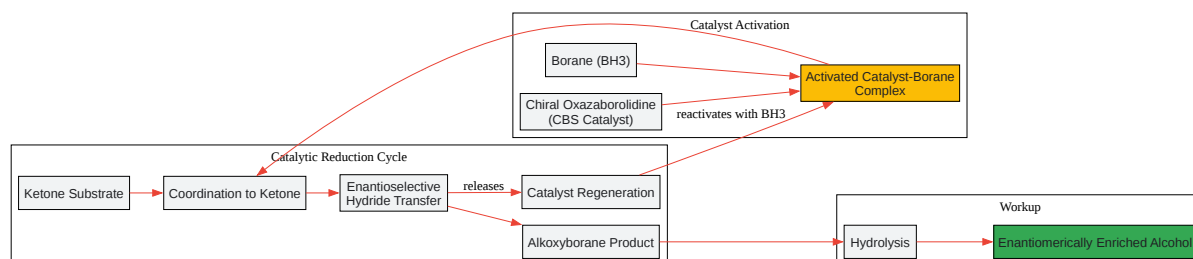 Catalyst Activation
Borane (BH3)
Activated Catalyst-Borane
Complex
Chiral Oxazaborolidine
(CBS Catalyst)
reactivates with BH3
Catalytic Reduction Cycle
Ketone Substrate
Coordination to Ketone
Enantioselective
Hydride Transfer
releases
Catalyst Regeneration
Alkoxyborane Product
Workup
Hydrolysis
Enantiomerically Enriched Alcohol